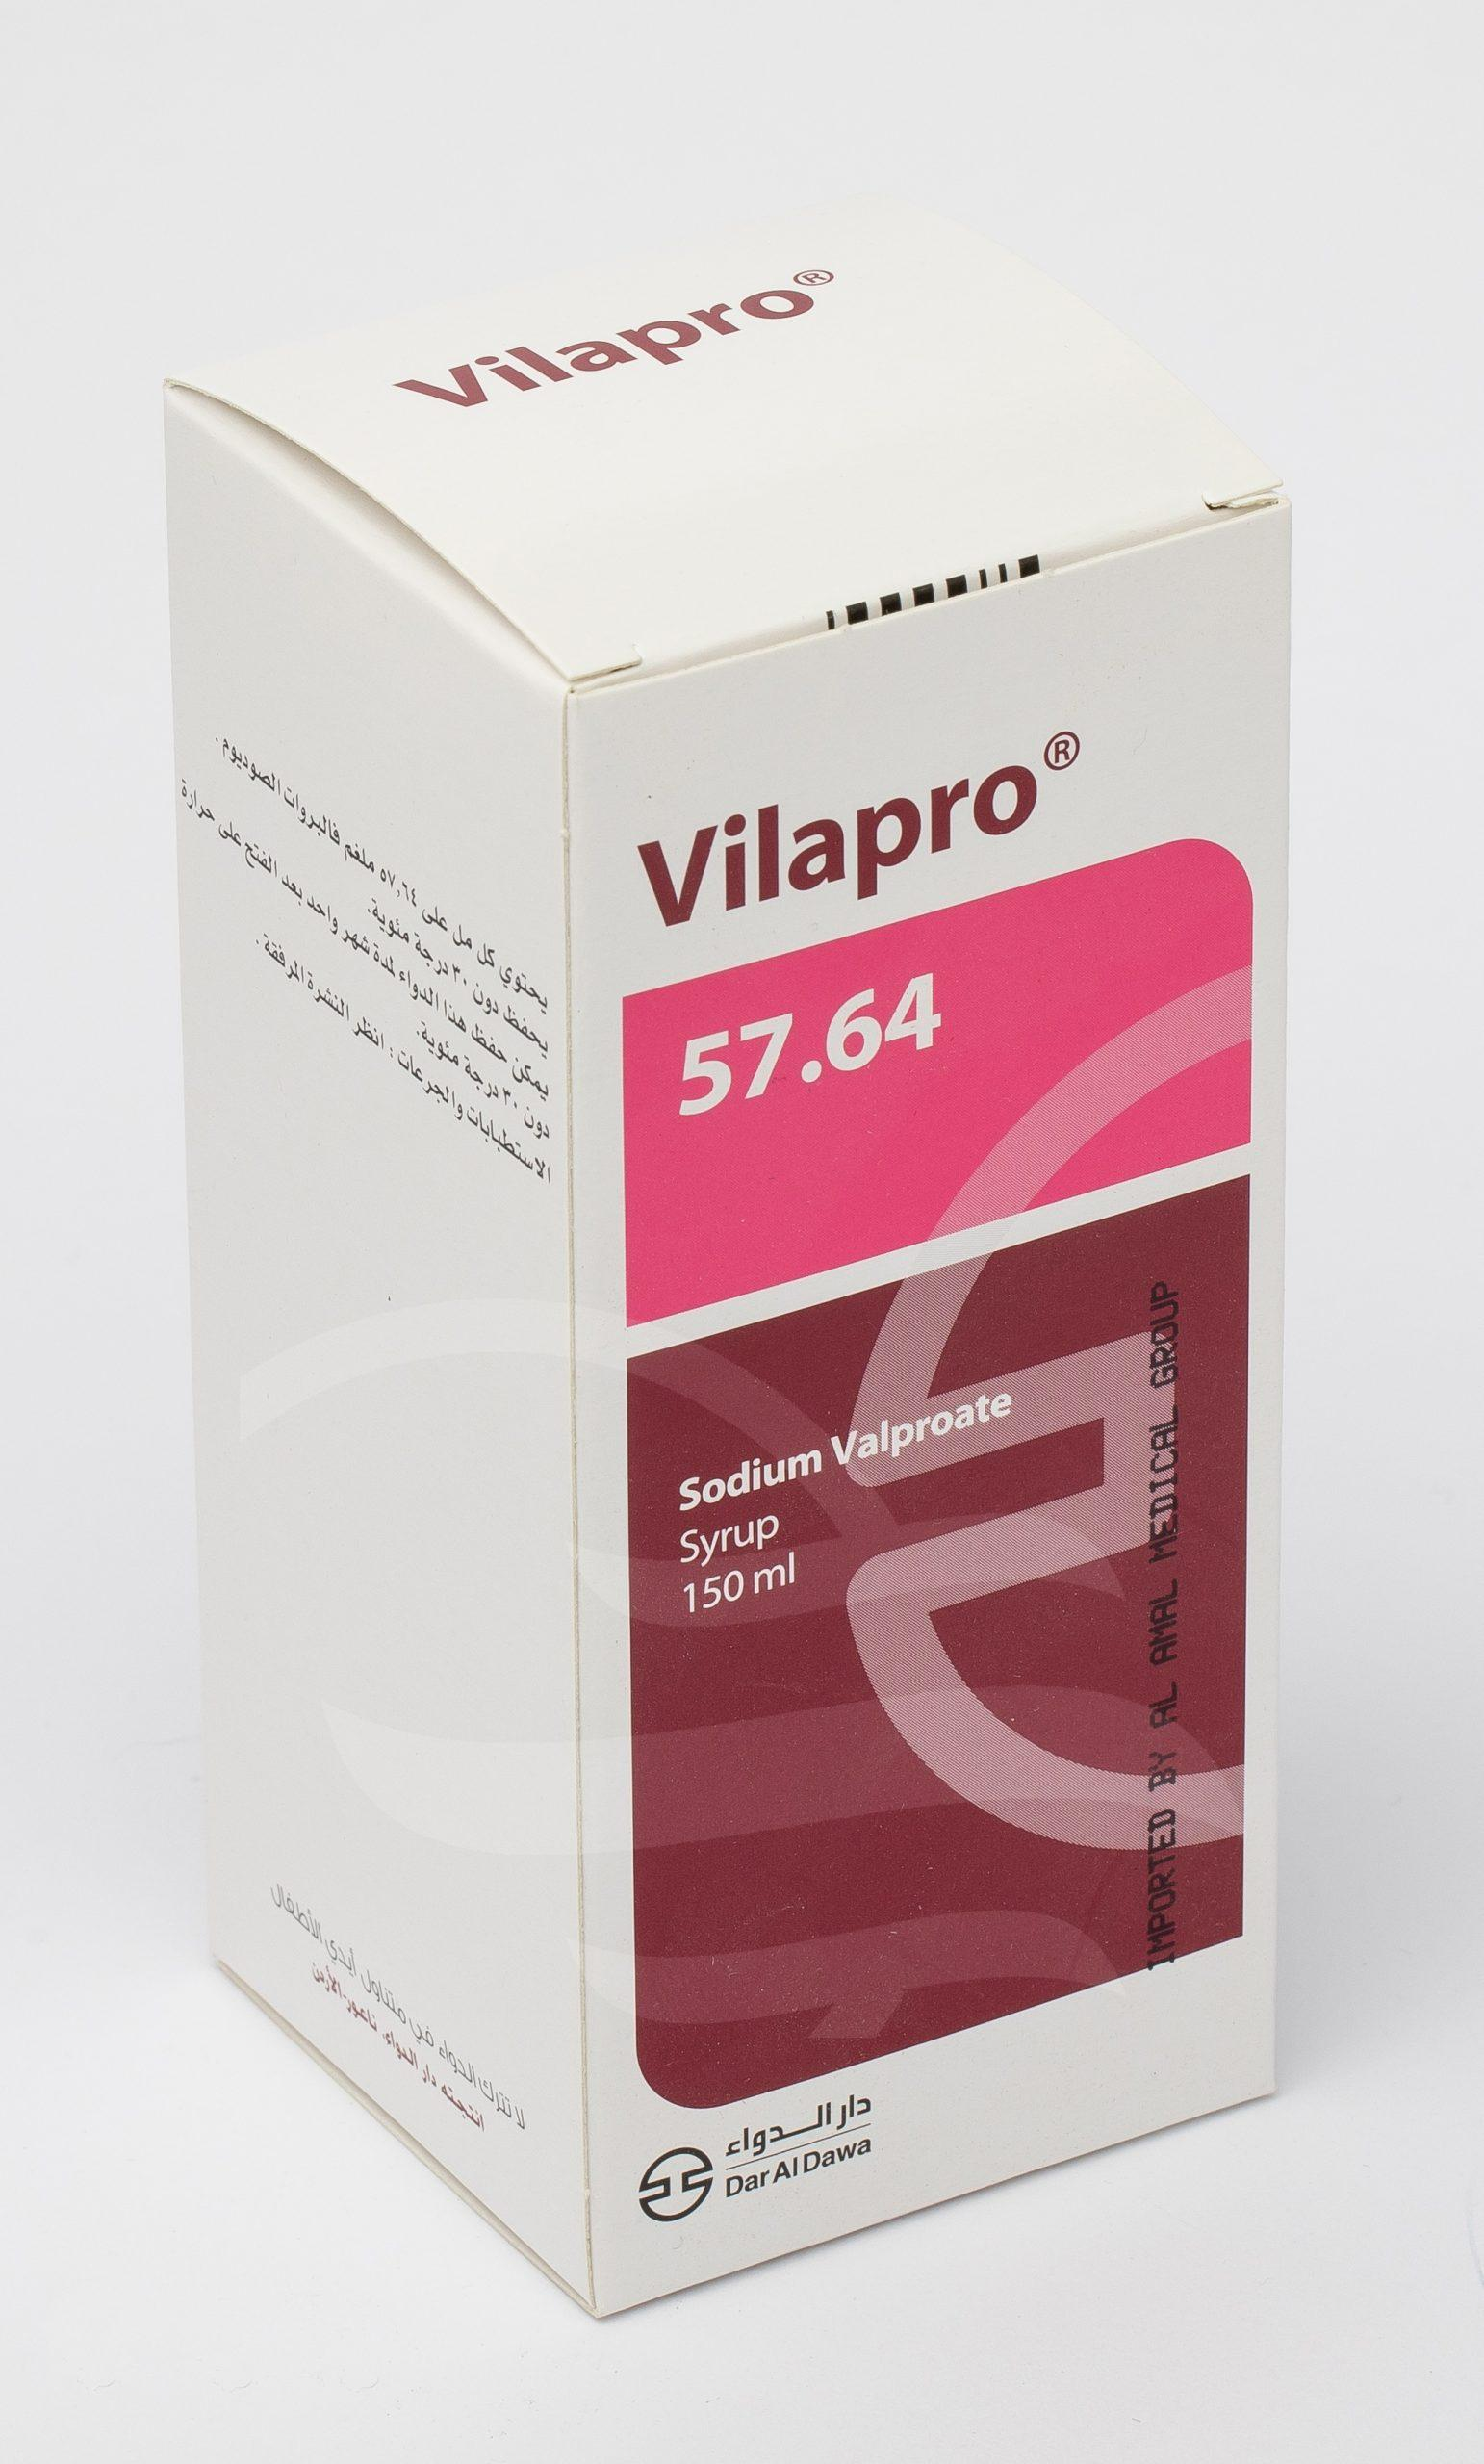 Vilapro®
Vilapro®
57.64
Sodium Valproate
Syrup
150 ml
IMPORTED BY AL AMAL MEDICAL GROUP
دار الدواء
Dar Al Dawa
يحتوي كل مل على ٥٧,٦٤ ملغم فالبروات الصوديوم.
يحفظ دون ٣٠ درجة مئوية.
يمكن حفظ هذا الدواء لمدة شهر واحد بعد الفتح على حرارة
دون ٣٠ درجة مئوية.
الاستطبابات والجرعات : انظر النشرة المرفقة.
لا تترك الدواء في متناول أيدي الأطفال
انتجته دار الدواء، ناعور-الأردن